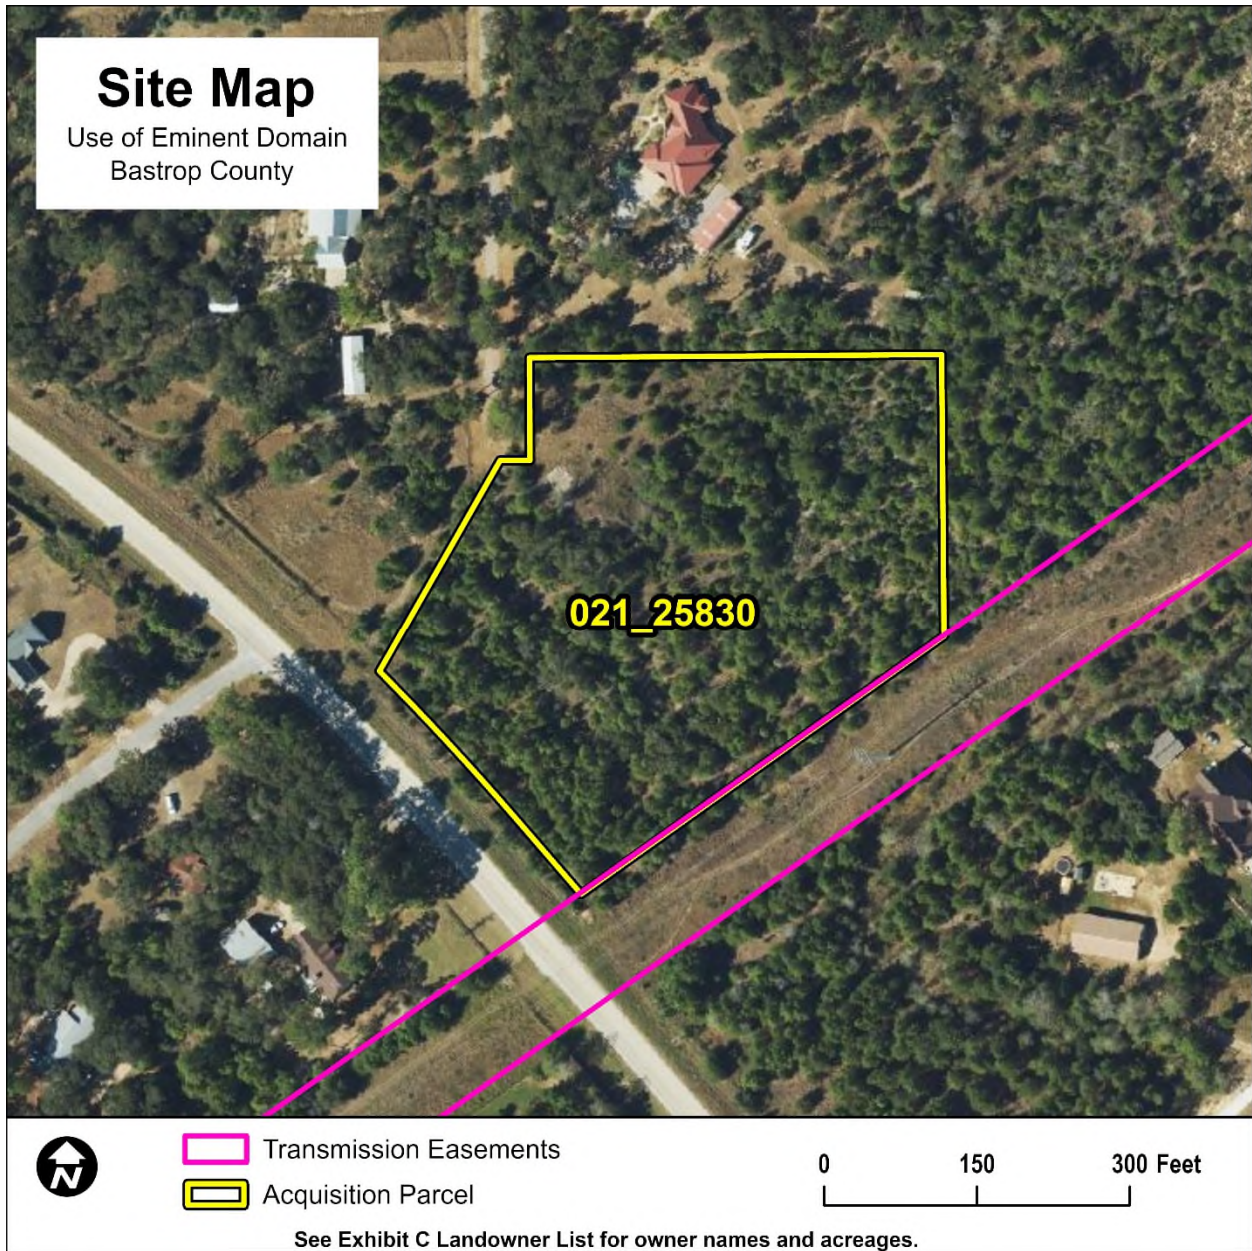 Site Map
Use of Eminent Domain
Bastrop County
021_25830
N
Transmission Easements
Acquisition Parcel
0 150 300 Feet
See Exhibit C Landowner List for owner names and acreages.